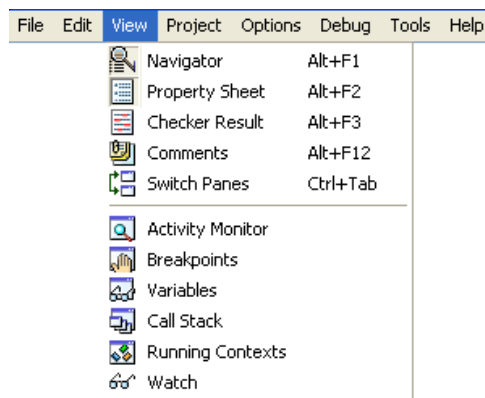 File Edit View Project Options Debug Tools Help
Navigator Alt+F1
Property Sheet Alt+F2
Checker Result Alt+F3
Comments Alt+F12
Switch Panes Ctrl+Tab
Activity Monitor
Breakpoints
Variables
Call Stack
Running Contexts
Watch